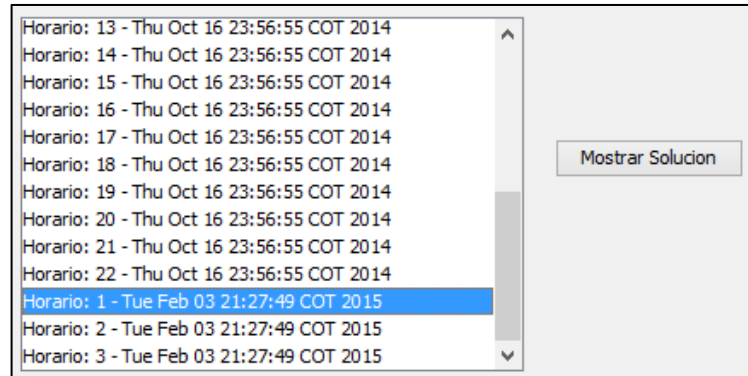 Horario: 13 - Thu Oct 16 23:56:55 COT 2014
Horario: 14 - Thu Oct 16 23:56:55 COT 2014
Horario: 15 - Thu Oct 16 23:56:55 COT 2014
Horario: 16 - Thu Oct 16 23:56:55 COT 2014
Horario: 17 - Thu Oct 16 23:56:55 COT 2014
Horario: 18 - Thu Oct 16 23:56:55 COT 2014
Horario: 19 - Thu Oct 16 23:56:55 COT 2014
Horario: 20 - Thu Oct 16 23:56:55 COT 2014
Horario: 21 - Thu Oct 16 23:56:55 COT 2014
Horario: 22 - Thu Oct 16 23:56:55 COT 2014
Horario: 1 - Tue Feb 03 21:27:49 COT 2015
Horario: 2 - Tue Feb 03 21:27:49 COT 2015
Horario: 3 - Tue Feb 03 21:27:49 COT 2015
Mostrar Solucion